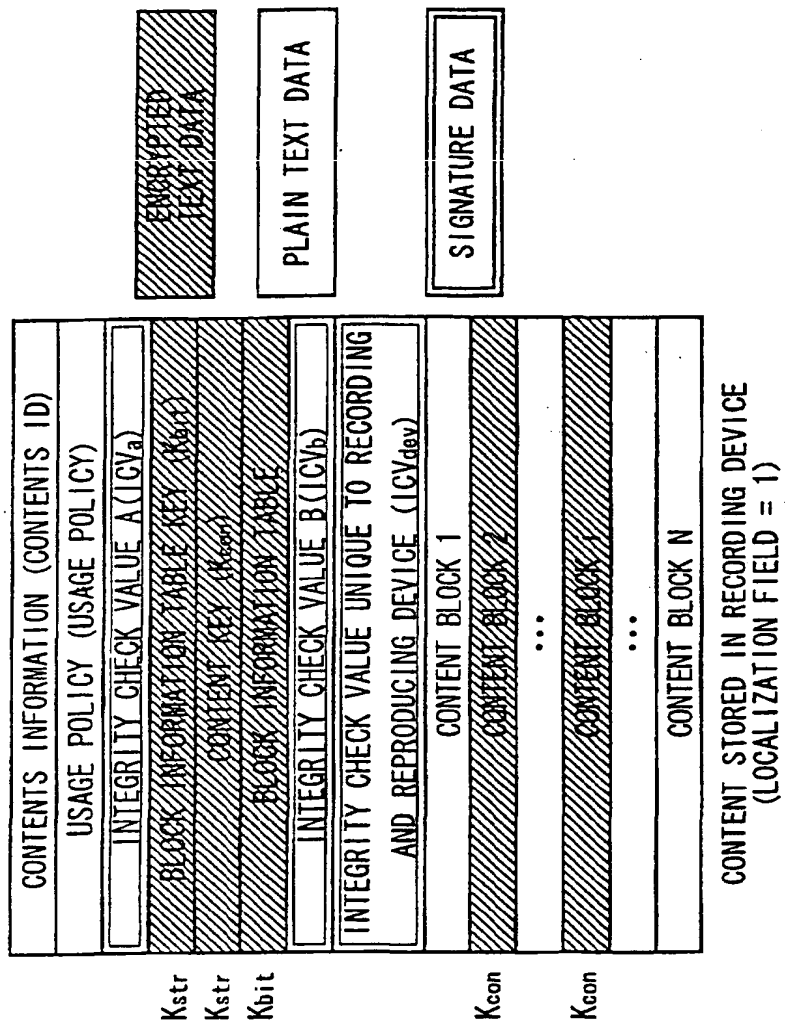 CONTENTS INFORMATION (CONTENTS ID)
USAGE POLICY (USAGE POLICY)
INTEGRITY CHECK VALUE A(ICVa)
Kstr BLOCK INFORMATION TABLE KEY (Kbit)
Kstr CONTENT KEY (Kcon)
Kbit BLOCK INFORMATION TABLE
INTEGRITY CHECK VALUE B(ICVb)
INTEGRITY CHECK VALUE UNIQUE TO RECORDING
AND REPRODUCING DEVICE (ICVdev)
CONTENT BLOCK 1
Kcon CONTENT BLOCK 2
...
Kcon CONTENT BLOCK j
...
CONTENT BLOCK N
CONTENT STORED IN RECORDING DEVICE
(LOCALIZATION FIELD = 1)
ENCRIPIED
TEXT DATA
PLAIN TEXT DATA
SIGNATURE DATA